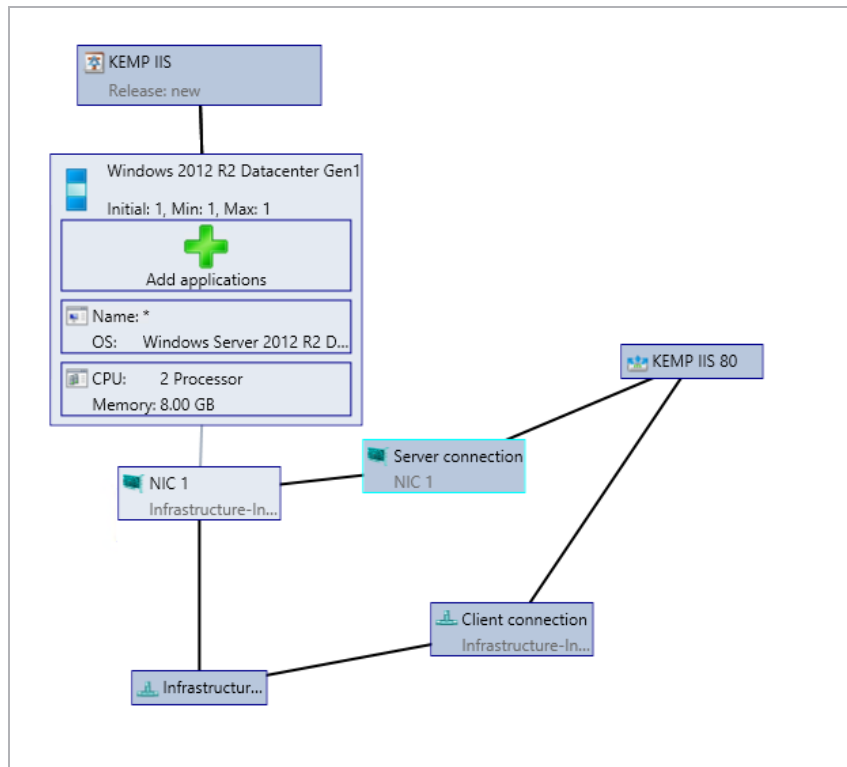 KEMP IIS
Release: new
Windows 2012 R2 Datacenter Gen1
Initial: 1, Min: 1, Max: 1
Add applications
Name: *
OS: Windows Server 2012 R2 D...
CPU: 2 Processor
Memory: 8.00 GB
KEMP IIS 80
Server connection
NIC 1
NIC 1
Infrastructure-In...
Client connection
Infrastructure-In...
Infrastructur...